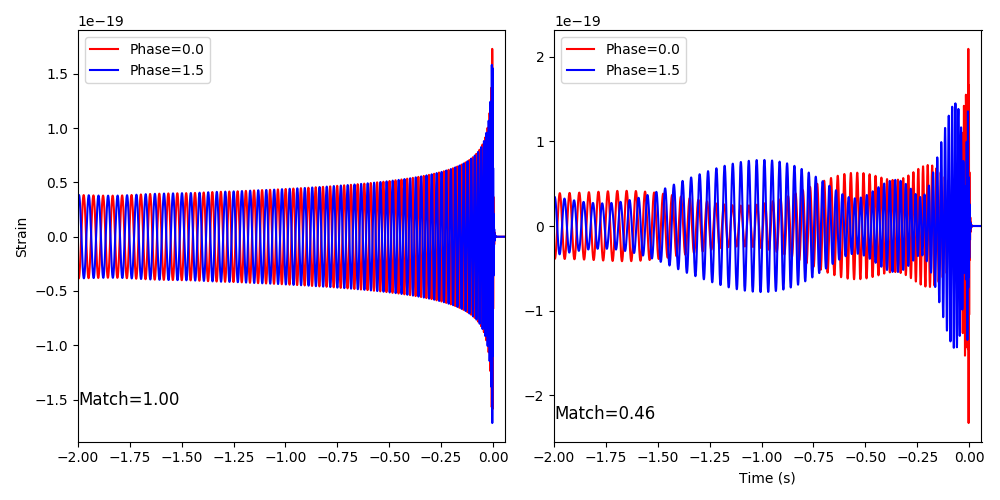 1e−19
Phase=0.0
Phase=1.5
1.5
1.0
0.5
0.0
−0.5
−1.0
−1.5
Strain
Match=1.00
−2.00 −1.75 −1.50 −1.25 −1.00 −0.75 −0.50 −0.25 0.00
1e−19
Phase=0.0
Phase=1.5
2
1
0
−1
−2
Match=0.46
−2.00 −1.75 −1.50 −1.25 −1.00 −0.75 −0.50 −0.25 0.00
Time (s)